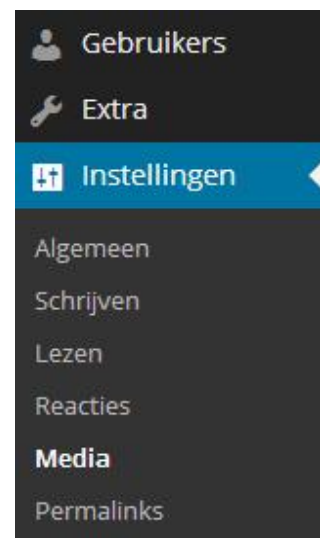 Gebruikers
Extra
Instellingen
Algemeen
Schrijven
Lezen
Reacties
Media
Permalinks